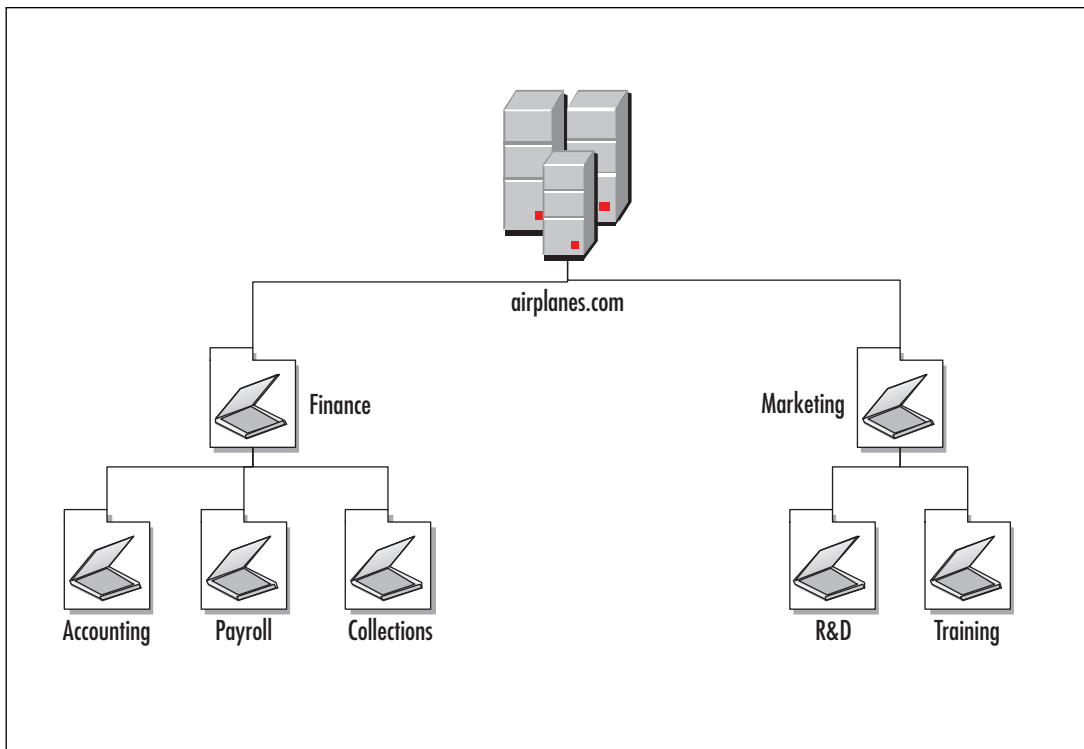 airplanes.com
Finance
Marketing
Accounting
Payroll
Collections
R&D
Training